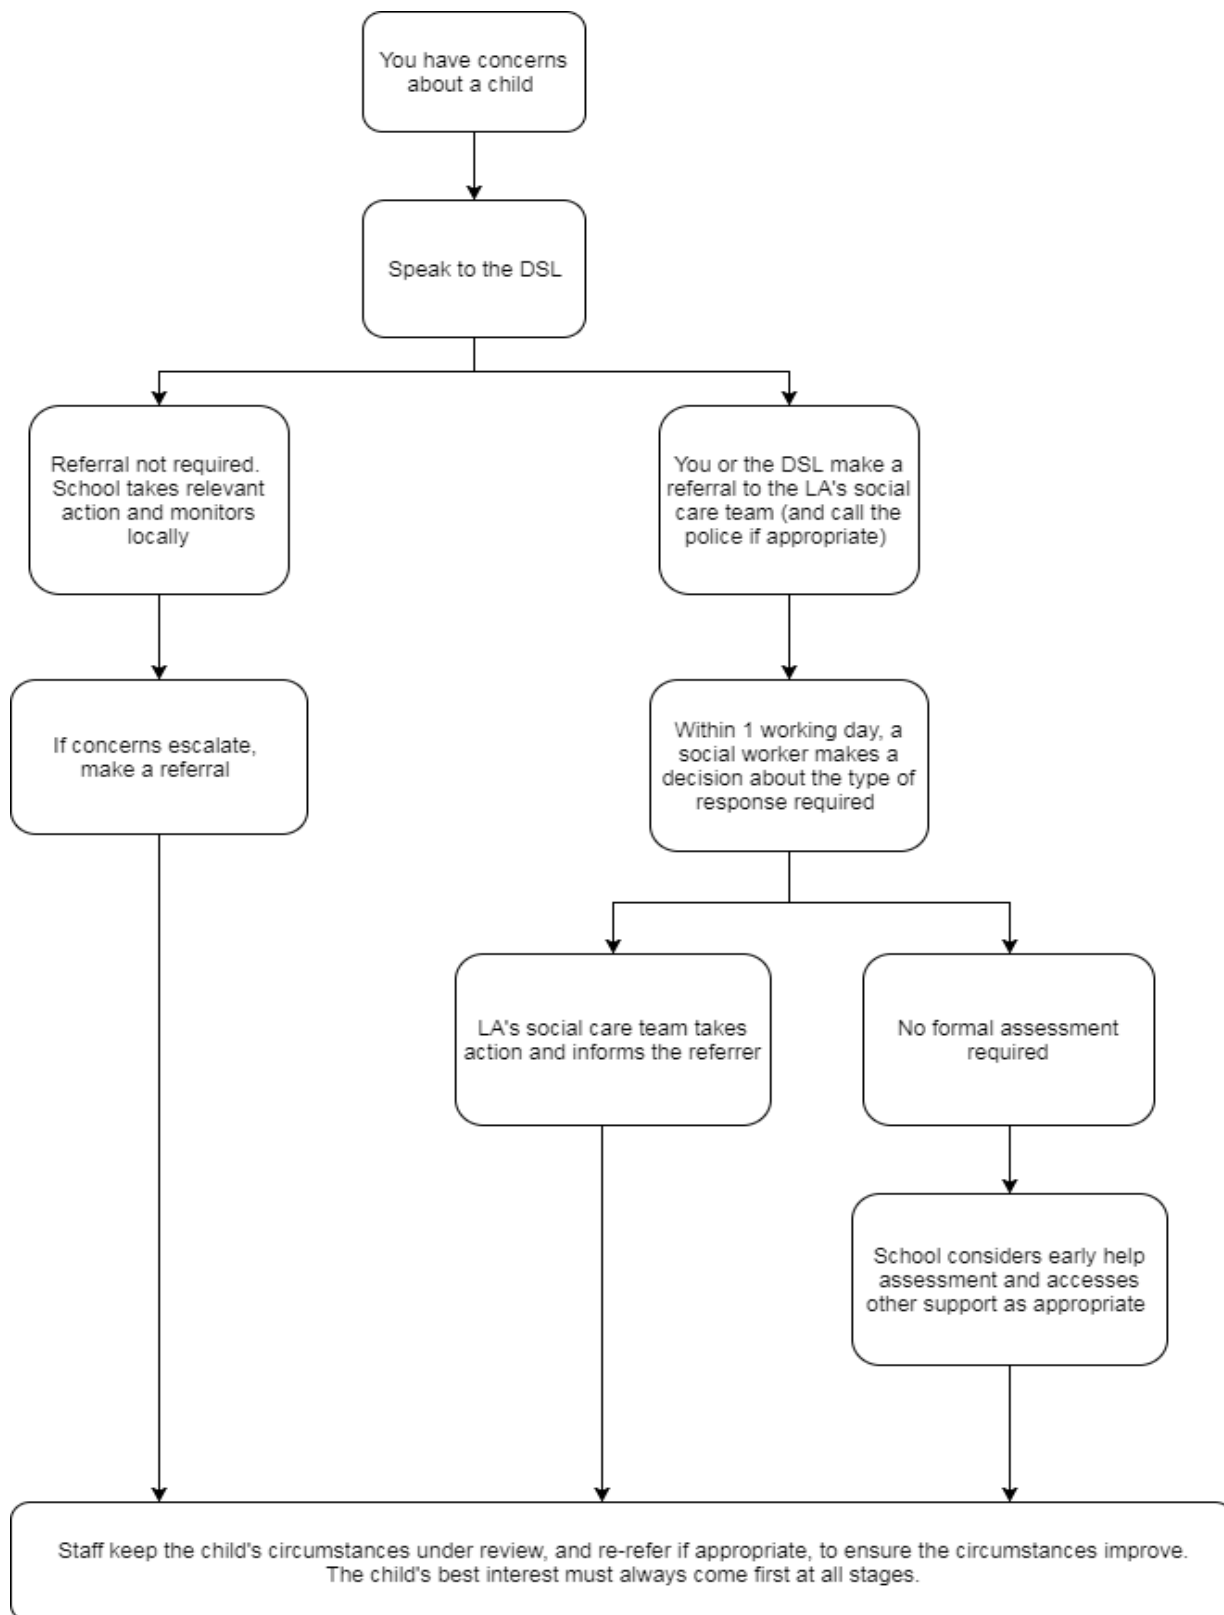 You have concerns
about a child
Speak to the DSL
Referral not required.
School takes relevant
action and monitors
locally
You or the DSL make a
referral to the LA's social
care team (and call the
police if appropriate)
If concerns escalate,
make a referral
Within 1 working day, a
social worker makes a
decision about the type of
response required
LA's social care team takes
action and informs the referrer
No formal assessment
required
School considers early help
assessment and accesses
other support as appropriate
Staff keep the child's circumstances under review, and re-refer if appropriate, to ensure the circumstances improve.
The child's best interest must always come first at all stages.